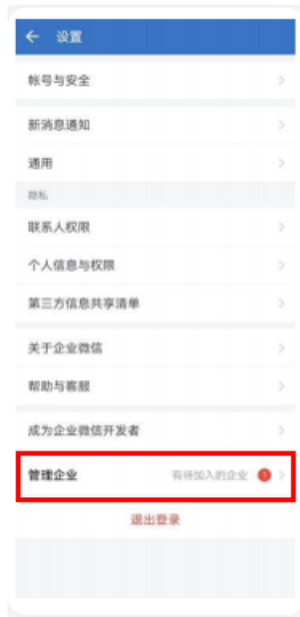 设置
帐号与安全
新消息通知
通用
隐私
联系人权限
个人信息与权限
第三方信息共享清单
关于企业微信
帮助与客服
成为企业微信开发者
管理企业 有待加入的企业 1
退出登录